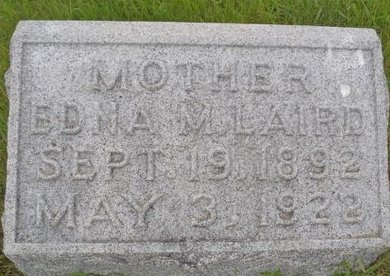 MOTHER
EDNA M. LAIRD
SEPT. 19, 1892
MAY 3, 1922